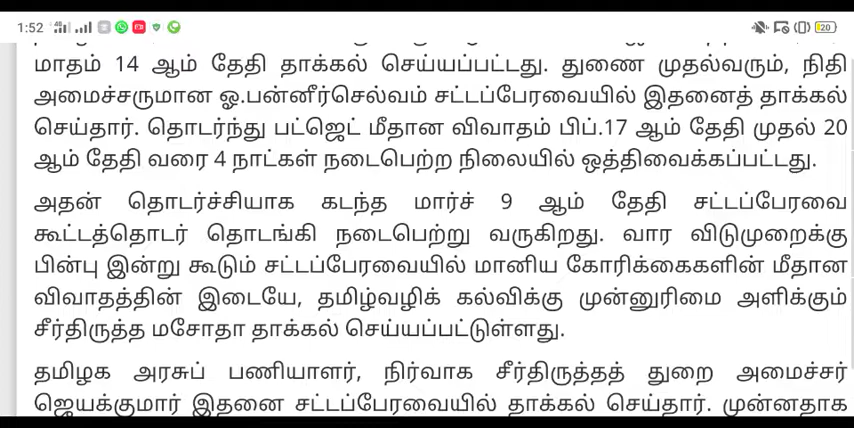 1:52
20
மாதம் 14 ஆம் தேதி தாக்கல் செய்யப்பட்டது. துணை முதல்வரும், நிதி
அமைச்சருமான ஓ.பன்னீர்செல்வம் சட்டப்பேரவையில் இதனைத் தாக்கல்
செய்தார். தொடர்ந்து பட்ஜெட் மீதான விவாதம் பிப்.17 ஆம் தேதி முதல் 20
ஆம் தேதி வரை 4 நாட்கள் நடைபெற்ற நிலையில் ஒத்திவைக்கப்பட்டது.
அதன் தொடர்ச்சியாக கடந்த மார்ச் 9 ஆம் தேதி சட்டப்பேரவை
கூட்டத்தொடர் தொடங்கி நடைபெற்று வருகிறது. வார விடுமுறைக்கு
பின்பு இன்று கூடும் சட்டப்பேரவையில் மானிய கோரிக்கைகளின் மீதான
விவாதத்தின் இடையே, தமிழ்வழிக் கல்விக்கு முன்னுரிமை அளிக்கும்
சீர்திருத்த மசோதா தாக்கல் செய்யப்பட்டுள்ளது.
தமிழக அரசுப் பணியாளர், நிர்வாக சீர்திருத்தத் துறை அமைச்சர்
ஜெயக்குமார் இதனை சட்டப்பேரவையில் தாக்கல் செய்தார். முன்னதாக